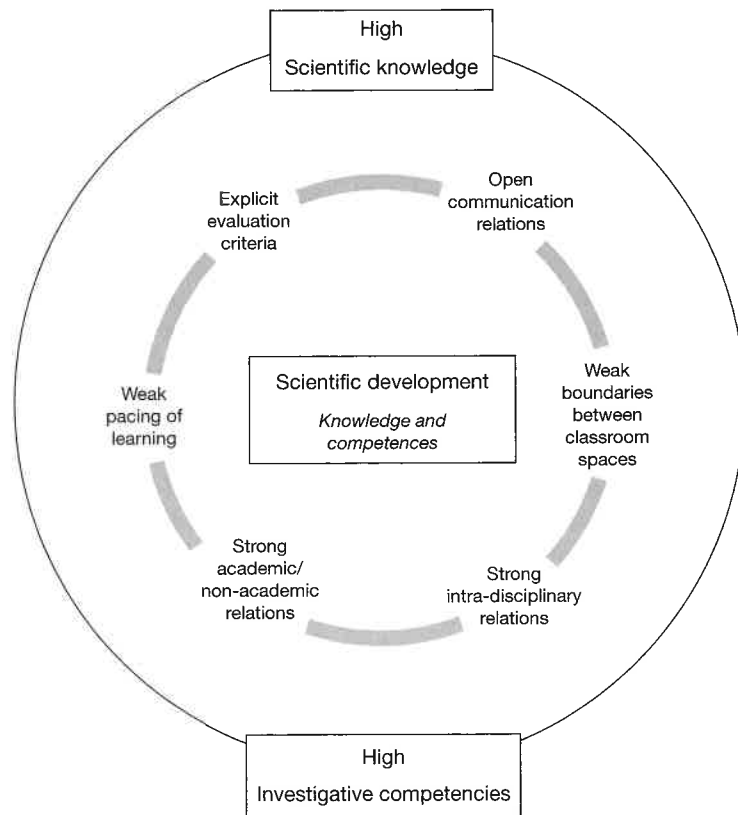 High
Scientific knowledge
Explicit
evaluation
criteria
Open
communication
relations
Weak
pacing of
learning
Scientific development
Knowledge and
competences
Weak
boundaries
between
classroom
spaces
Strong
academic/
non-academic
relations
Strong
intra-disciplinary
relations
High
Investigative competencies